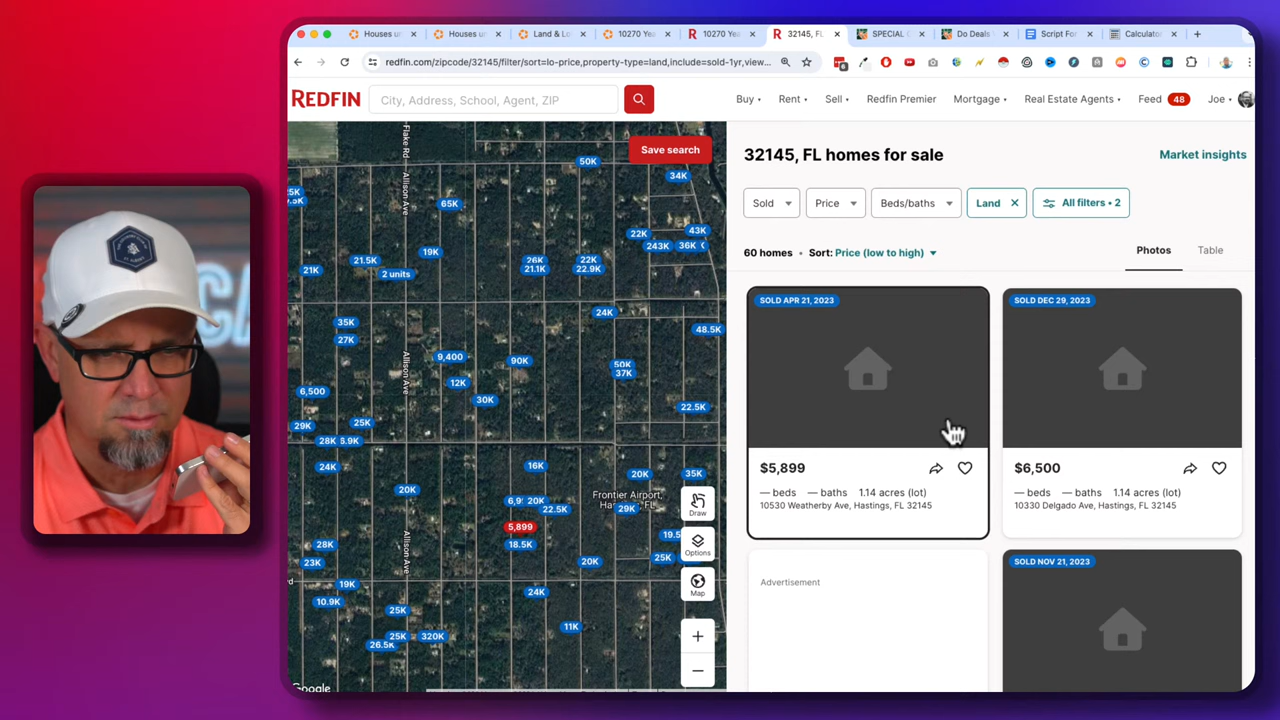 Houses u
Houses u
Land & Lo
10270 Yea
10270 Yea
32145, FL
SPECIAL
Do Deals
Script For
Calculator
redfin.com/zipcode/32145/filter/sort=lo-price,property-type=land,include=sold-1yr,view...
6
REDFIN
City, Address, School, Agent, ZIP
Buy
Rent
Sell
Redfin Premier
Mortgage
Real Estate Agents
Feed 48
Joe
Save search
32145, FL homes for sale
Market insights
Sold
Price
Beds/baths
Land
All filters • 2
60 homes • Sort: Price (low to high)
Photos
Table
SOLD APR 21, 2023
$5,899
— beds — baths 1.14 acres (lot)
10530 Weatherby Ave, Hastings, FL 32145
SOLD DEC 29, 2023
$6,500
— beds — baths 1.14 acres (lot)
10330 Delgado Ave, Hastings, FL 32145
Advertisement
SOLD NOV 21, 2023
Flake Rd
Allison Ave
50K
34K
65K
22K
43K
243K
36K
19K
21.5K
2 units
21K
26K
21.1K
22K
22.9K
35K
27K
24K
48.5K
9,400
90K
12K
30K
50K
37K
6,500
Allison Ave
22.5K
29K
25K
28K
24K
16K
20K
35K
20K
20K
22.5K
Frontier Airport,
29K
5,899
18.5K
28K
23K
Allison Ave
20K
25K
19K
10.9K
24K
25K
11K
25K
320K
26.5K
Draw
Options
Map
Google